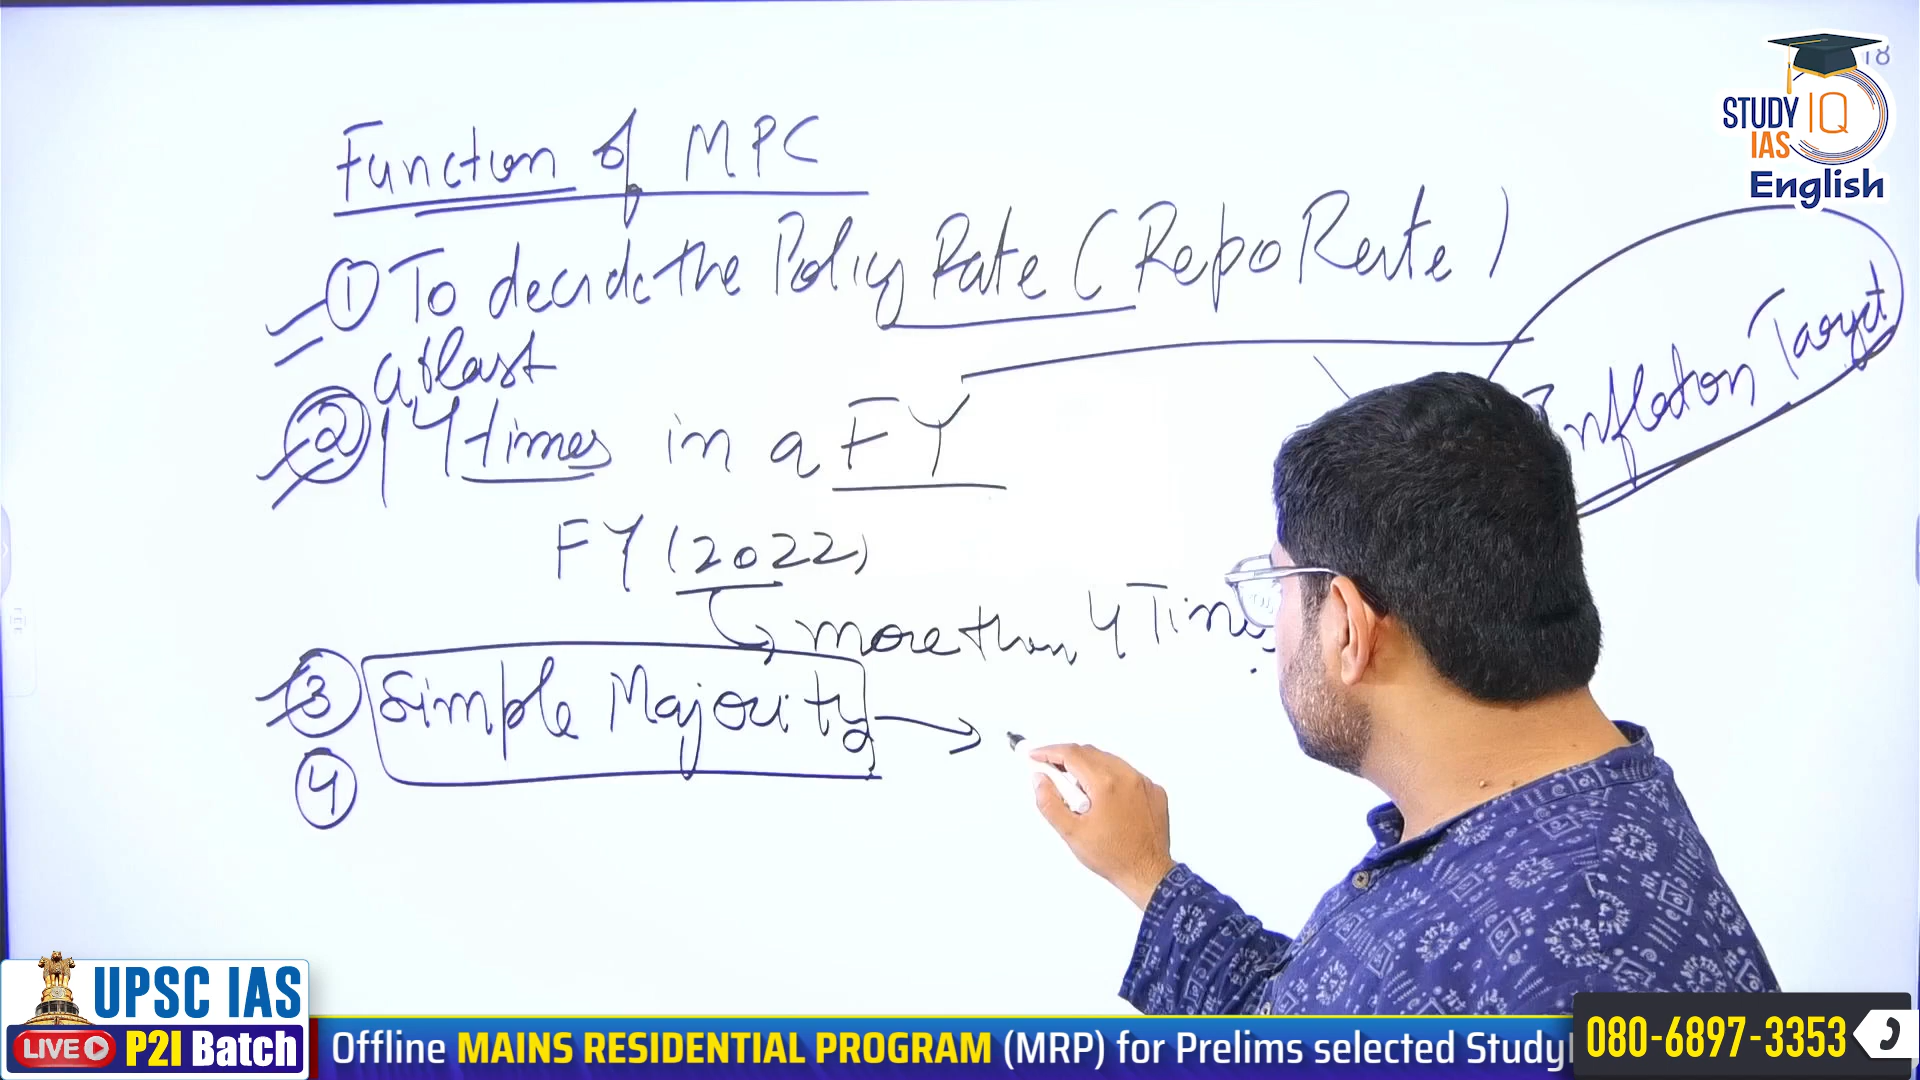 18
STUDY IQ
IAS
English
Function of MPC
① To decide the Policy Rate (Repo Rate)
Inflation Target
atleast
② 4 times in a FY
FY (2022)
more than 4 Times
③ Simple Majority
④
UPSC IAS
LIVE P2I Batch
Offline MAINS RESIDENTIAL PROGRAM (MRP) for Prelims selected StudyI
080-6897-3353